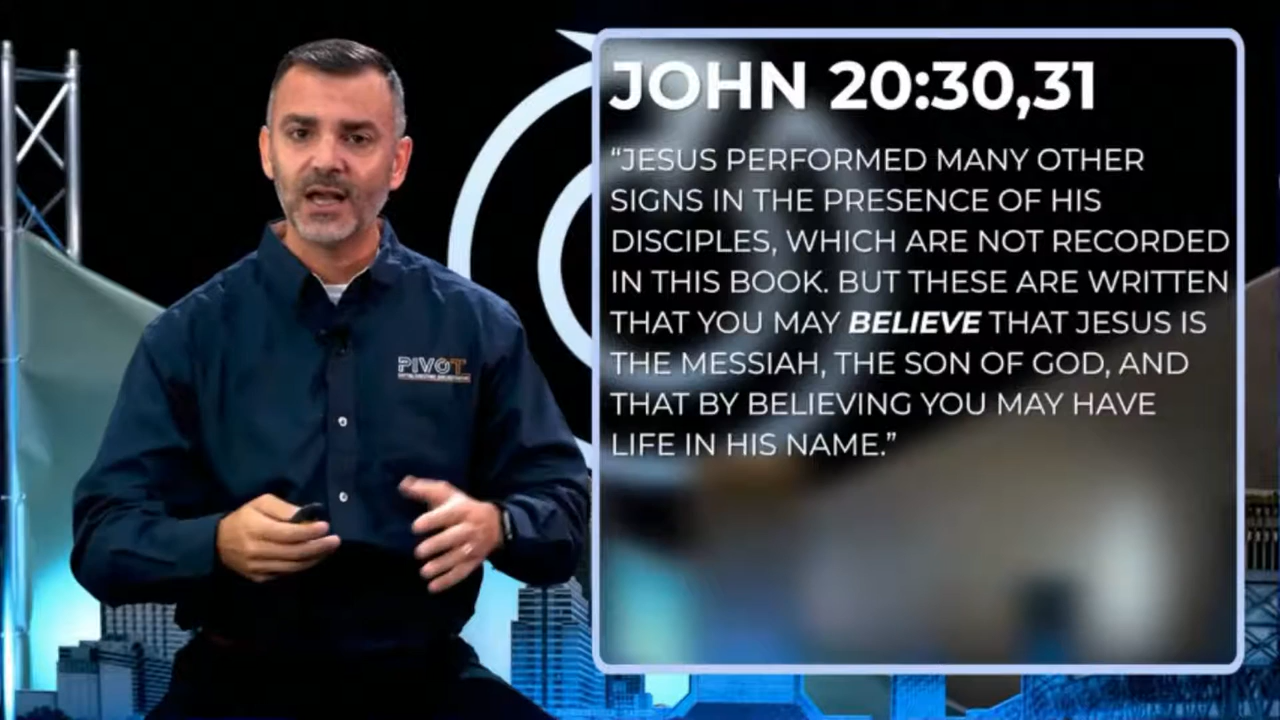 JOHN 20:30,31
“JESUS PERFORMED MANY OTHER
SIGNS IN THE PRESENCE OF HIS
DISCIPLES, WHICH ARE NOT RECORDED
IN THIS BOOK. BUT THESE ARE WRITTEN
THAT YOU MAY BELIEVE THAT JESUS IS
THE MESSIAH, THE SON OF GOD, AND
THAT BY BELIEVING YOU MAY HAVE
LIFE IN HIS NAME.”
PIVOT